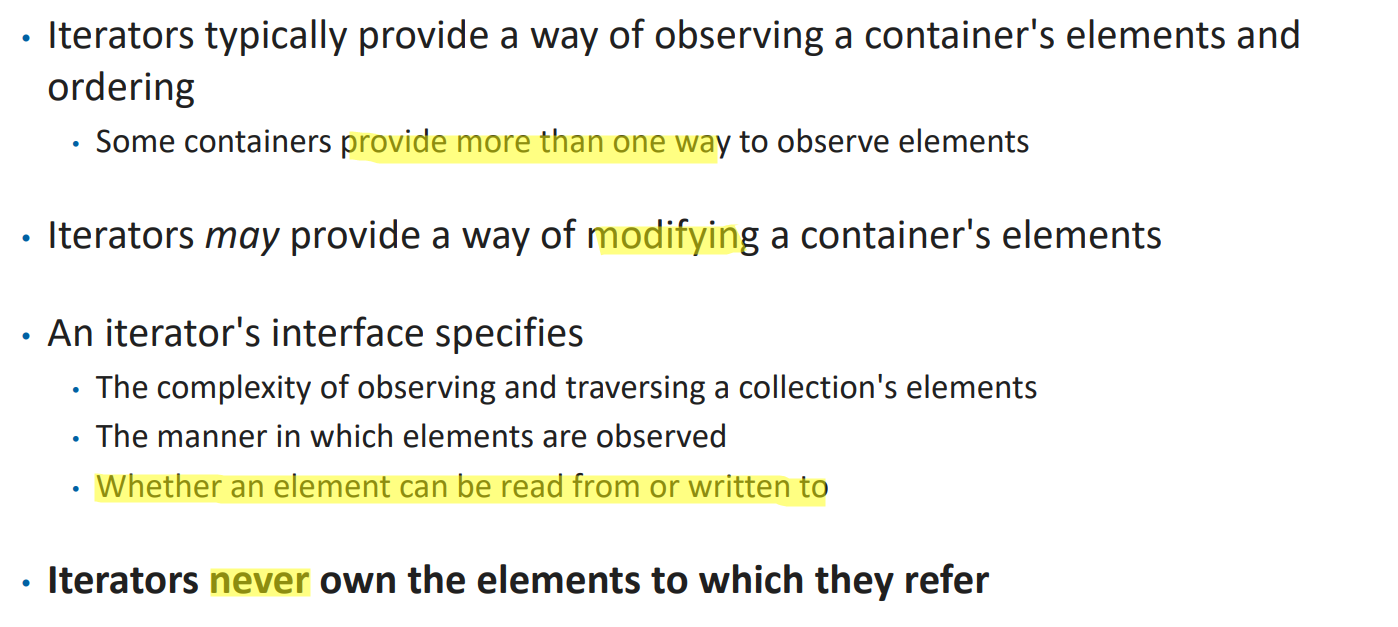 • Iterators typically provide a way of observing a container's elements and
ordering
• Some containers provide more than one way to observe elements
• Iterators may provide a way of modifying a container's elements
• An iterator's interface specifies
• The complexity of observing and traversing a collection's elements
• The manner in which elements are observed
• Whether an element can be read from or written to
• Iterators never own the elements to which they refer